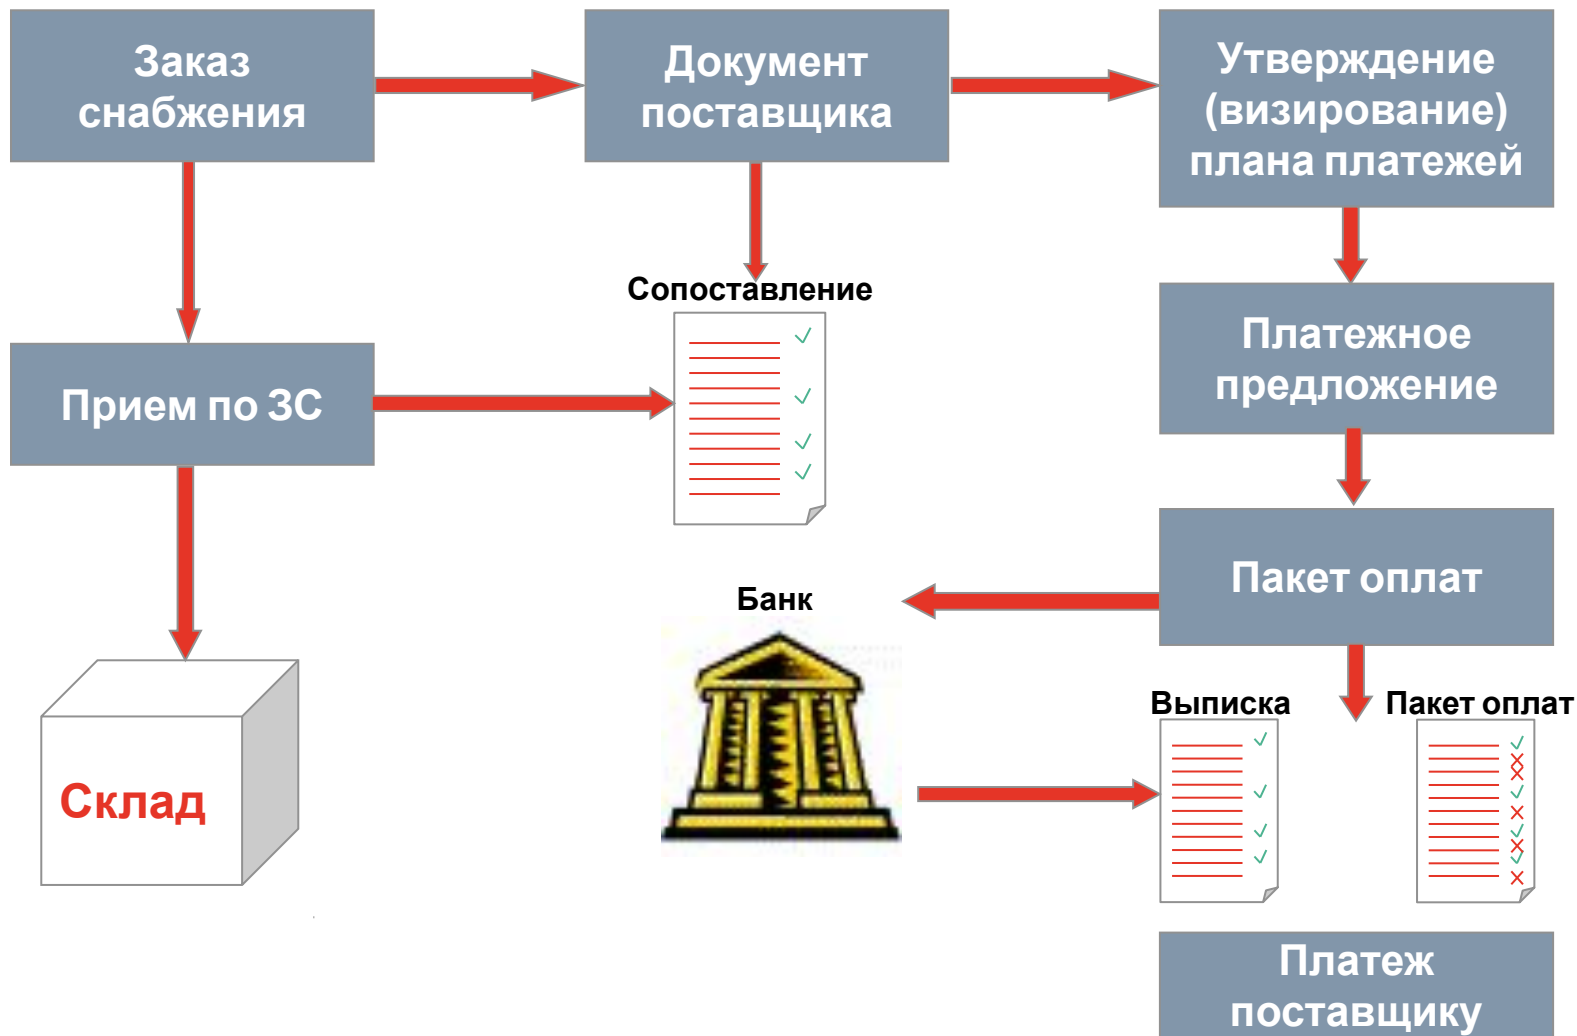 Заказ
снабжения
Документ
поставщика
Утверждение
(визирование)
плана платежей
Сопоставление
Платежное
предложение
Прием по ЗС
Пакет оплат
Банк
Выписка
Пакет оплат
Склад
Платеж
поставщику